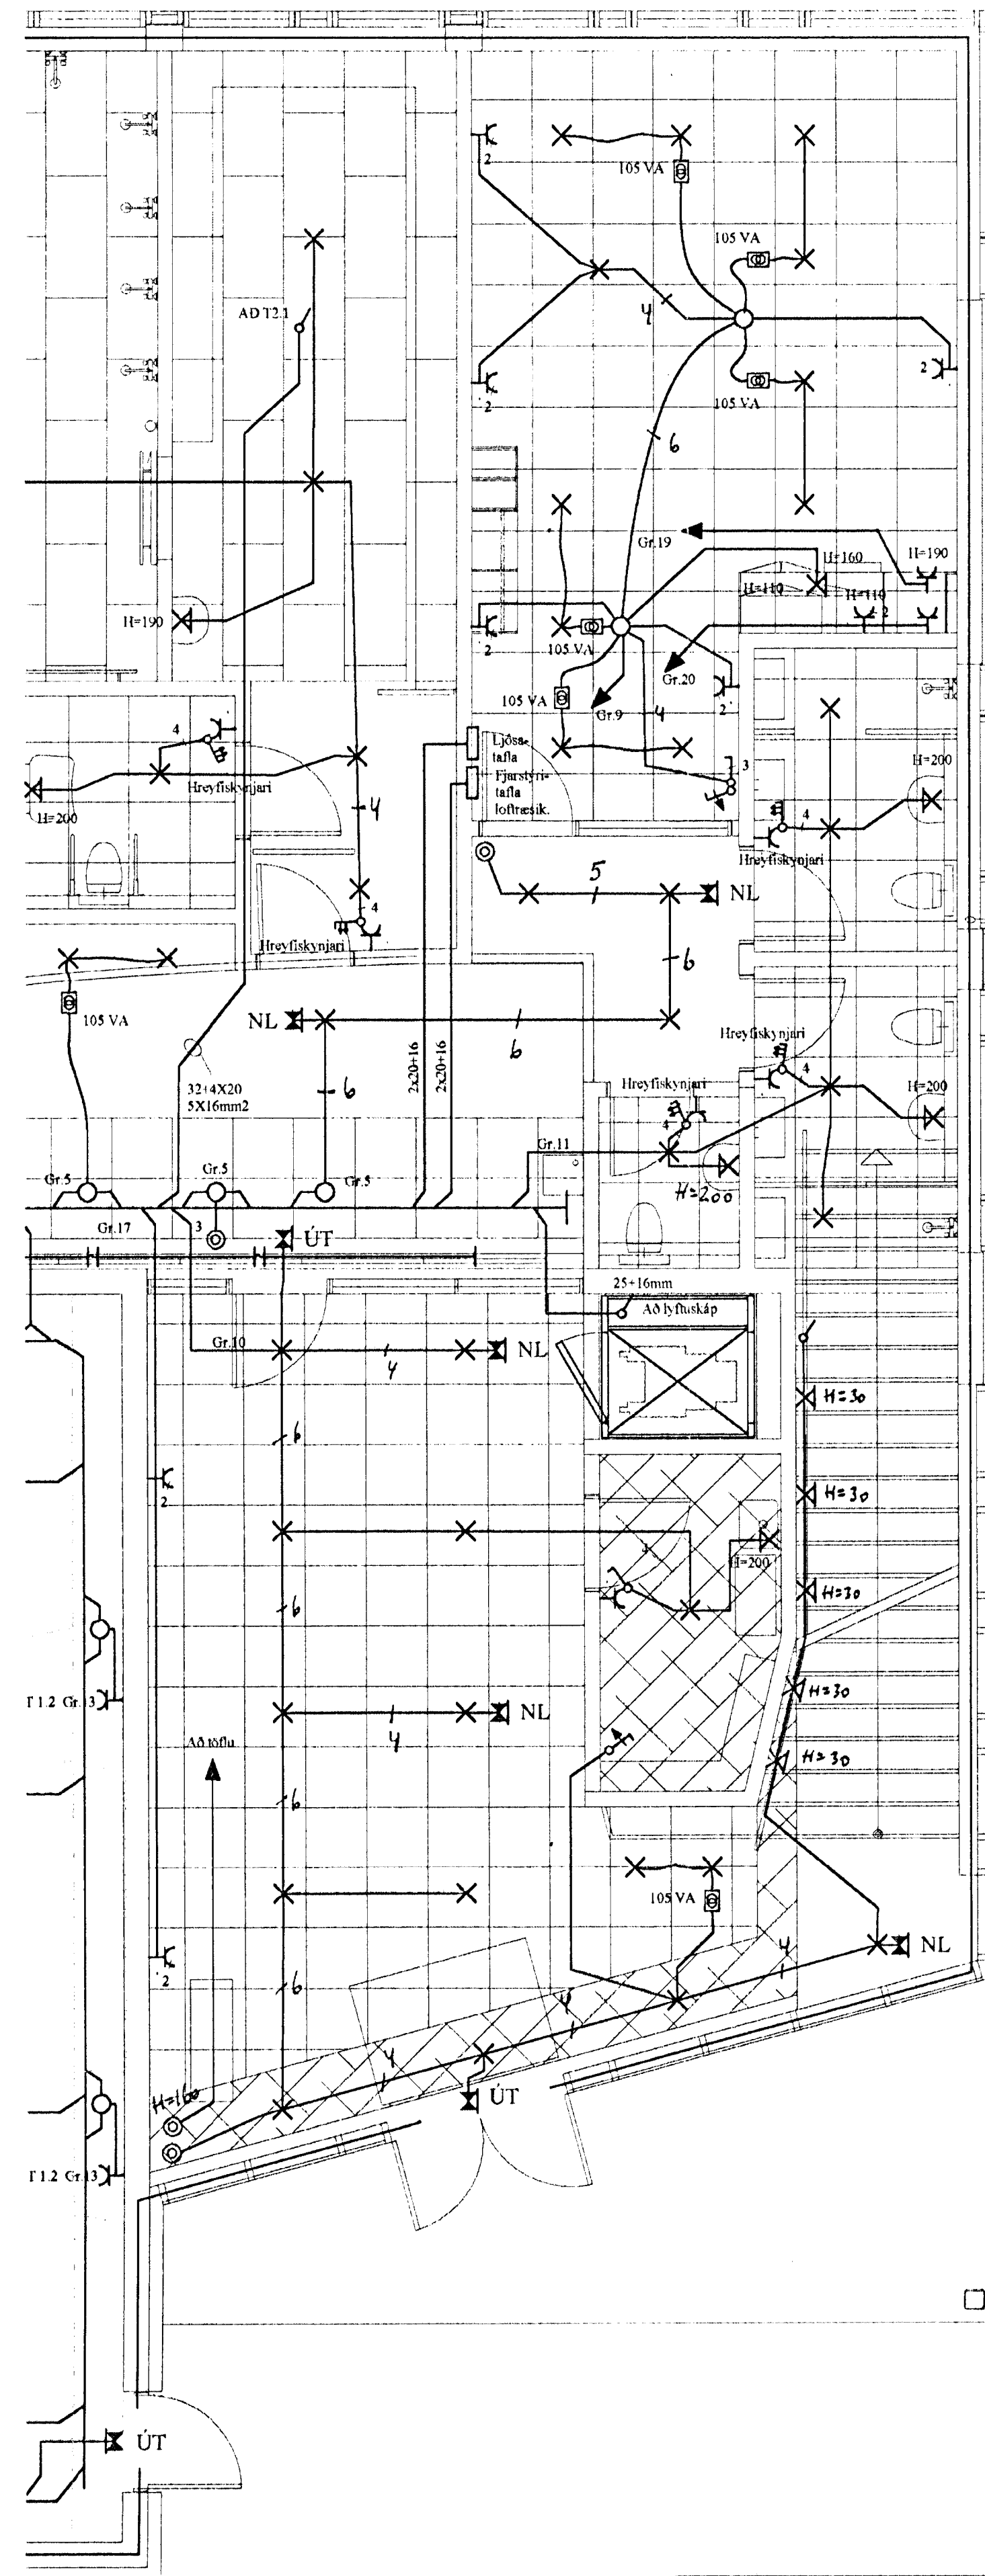 2
105 VA
105 VA
AÐ T2.1
4
2
2
105 VA
6
Gr.19
H=160
H=190
H=110
H=110
2
H=190
2
105 VA
Gr.20
105 VA
Gr.9
4
2
4
Ljósa-
tafla
3
Hreyfiskynjari
Fjarstýri-
tafla
loftræsik.
H=200
H=200
4
4
Hreyfiskynjari
5
NL
4
Hreyfiskynjari
6
105 VA
NL
6
Hreyfiskynjari
2x20+16
2x20+16
4
32+4X20
5X16mm2
6
Hreyfiskynjari
H=200
4
Gr.11
H=200
Gr.5
Gr.5
Gr.5
Gr.17
3
ÚT
25+16mm
Að lyftuskáp
Gr.10
NL
4
H=30
6
2
H=30
H=200
H=30
6
T 1.2 Gr.13
H=30
NL
4
Að töflu
H=30
6
105 VA
NL
4
2
6
4
4
H=160
ÚT
T 1.2 Gr.13
ÚT